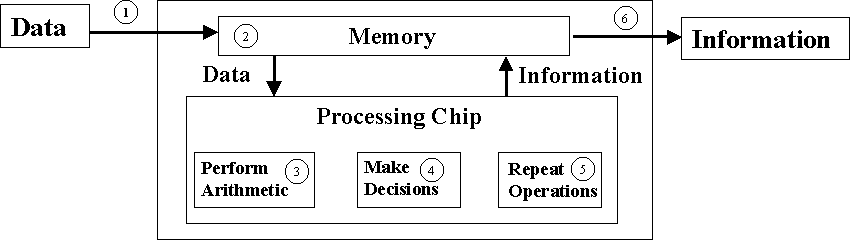 1
6
Data
2
Memory
Information
Data
Information
Processing Chip
Perform
Arithmetic
3
Make
Decisions
4
Repeat
Operations
5